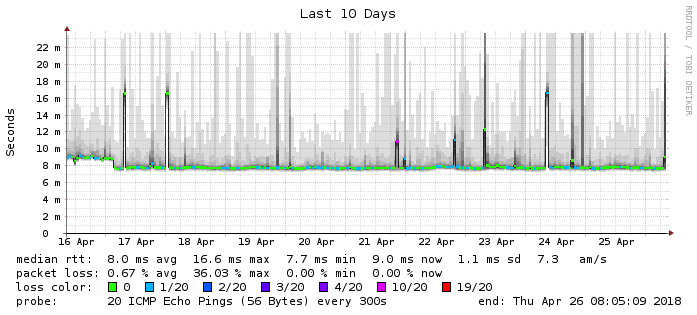 Last 10 Days
RRDTOOL / TOBI OETIKER
Seconds
22 m
20 m
18 m
16 m
14 m
12 m
10 m
8 m
6 m
4 m
2 m
0
16 Apr 17 Apr 18 Apr 19 Apr 20 Apr 21 Apr 22 Apr 23 Apr 24 Apr 25 Apr
median rtt: 8.0 ms avg 16.6 ms max 7.7 ms min 9.0 ms now 1.1 ms sd 7.3 am/s
packet loss: 0.67 % avg 36.03 % max 0.00 % min 0.00 % now
loss color: 0 1/20 2/20 3/20 4/20 10/20 19/20
probe: 20 ICMP Echo Pings (56 Bytes) every 300s end: Thu Apr 26 08:05:09 2018